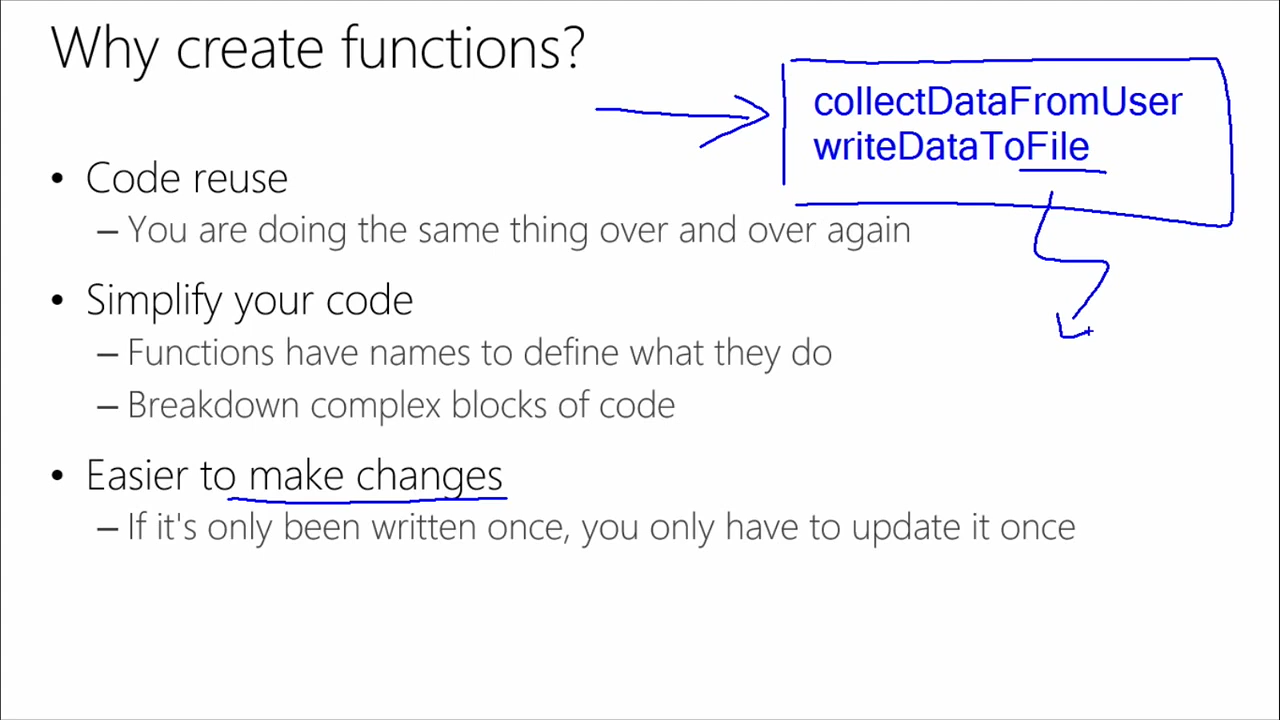 Why create functions?
collectDataFromUser
writeDataToFile
• Code reuse
– You are doing the same thing over and over again
• Simplify your code
– Functions have names to define what they do
– Breakdown complex blocks of code
• Easier to make changes
– If it's only been written once, you only have to update it once